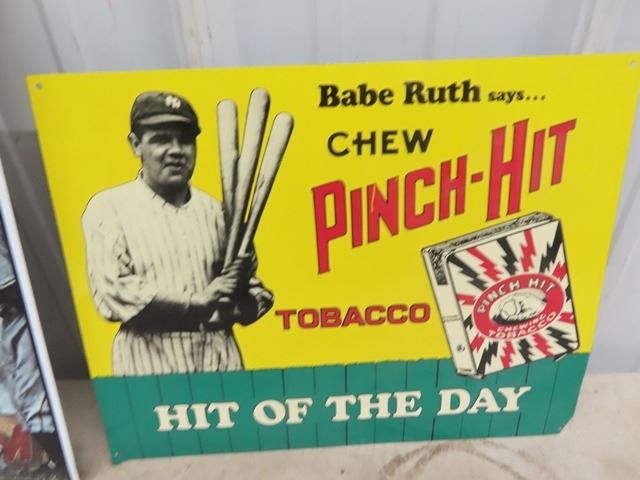 Babe Ruth says...
CHEW
PINCH-HIT
TOBACCO
PINCH HIT
CHEWING
TOBACCO
HIT OF THE DAY